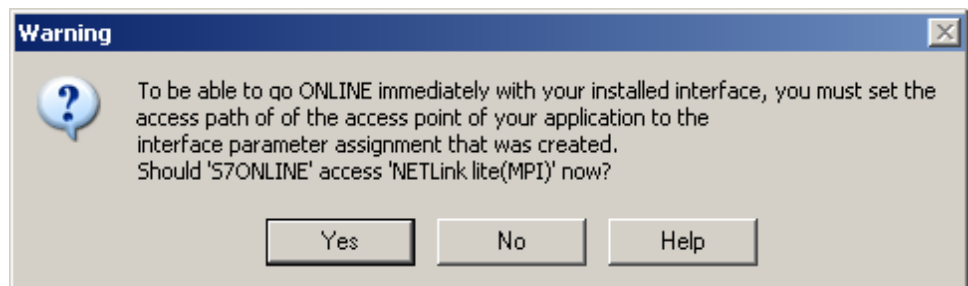 Warning
To be able to go ONLINE immediately with your installed interface, you must set the
access path of of the access point of your application to the
interface parameter assignment that was created.
Should 'S7ONLINE' access 'NETLink lite(MPI)' now?
Yes No Help